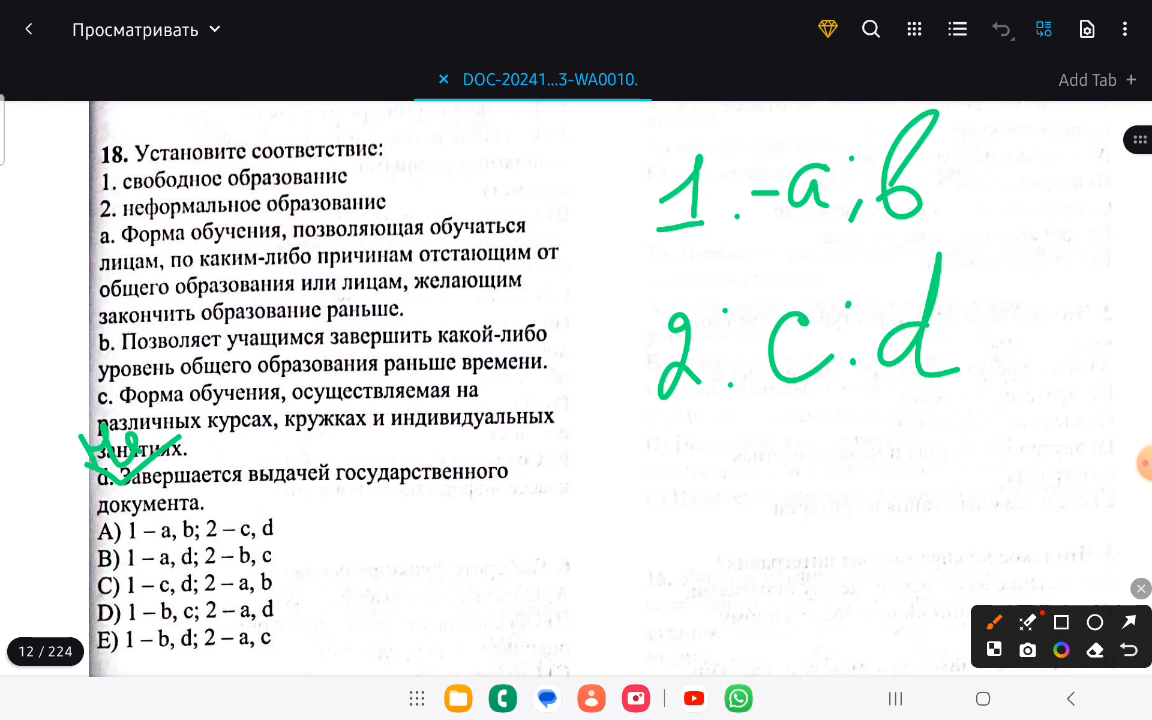 Просматривать
DOC-20241...3-WA0010.
Add Tab +
18. Установите соответствие:
1. свободное образование
2. неформальное образование
a. Форма обучения, позволяющая обучаться
лицам, по каким-либо причинам отстающим от
общего образования или лицам, желающим
закончить образование раньше.
b. Позволяет учащимся завершить какой-либо
уровень общего образования раньше времени.
c. Форма обучения, осуществляемая на
различных курсах, кружках и индивидуальных
занятиях.
Не
d. Завершается выдачей государственного
документа.
A) 1 – a, b; 2 – c, d
B) 1 – a, d; 2 – b, c
C) 1 – c, d; 2 – a, b
D) 1 – b, c; 2 – a, d
E) 1 – b, d; 2 – a, c
1. - a; b
2: c. d
12 / 224